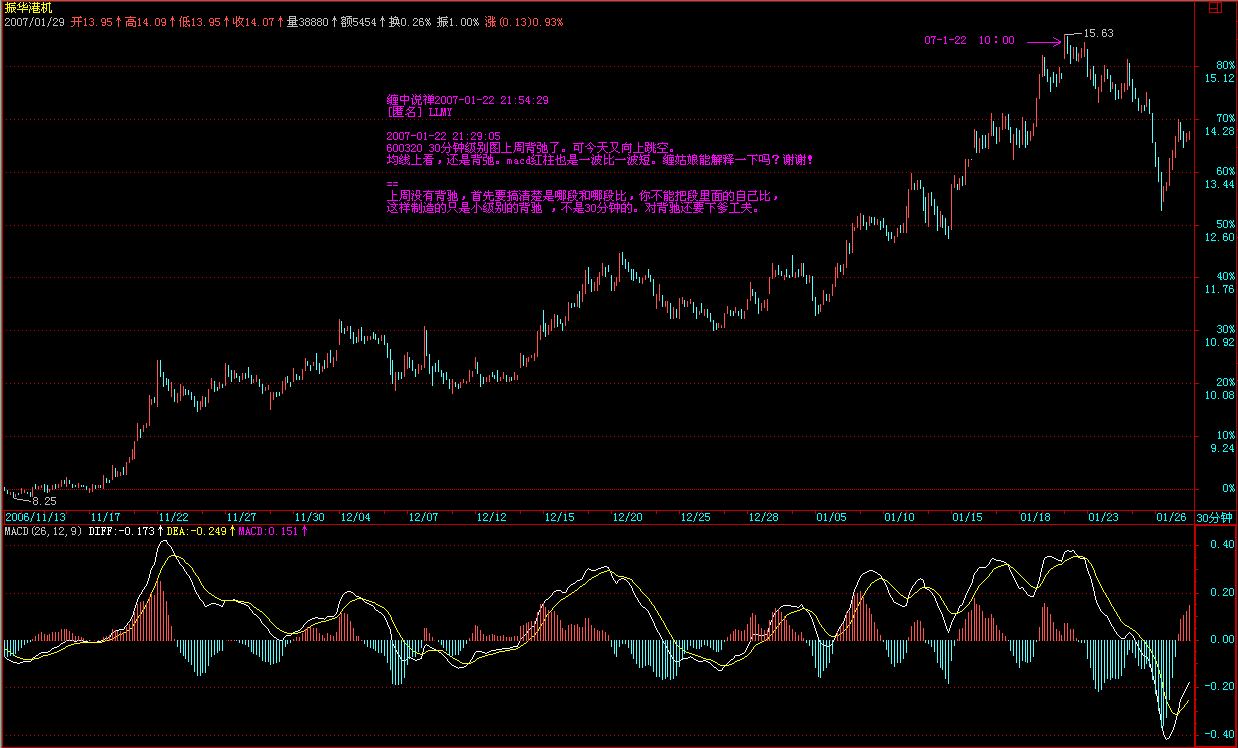 振华港机
2007/01/29 开13.95↑高14.09↑低13.95↑收14.07↑量38880↑额5454↑换0.26% 振1.00% 涨(0.13)0.93%
07-1-22 10:00
15.63
缠中说禅2007-01-22 21:54:29
[匿名] LLMY
2007-01-22 21:29:05
600320 30分钟级别图上周背弛了。可今天又向上跳空。
均线上看，还是背弛。macd红柱也是一波比一波短。缠姑娘能解释一下吗？谢谢！
==
上周没有背驰，首先要搞清楚是哪段和哪段比，你不能把段里面的自己比，
这样制造的只是小级别的背驰 ，不是30分钟的。对背驰还要下多工夫。
80%
15.12
70%
14.28
60%
13.44
50%
12.60
40%
11.76
30%
10.92
20%
10.08
10%
9.24
0%
8.25
2006/11/13 11/17 11/22 11/27 11/30 12/04 12/07 12/12 12/15 12/20 12/25 12/28 01/05 01/10 01/15 01/18 01/23 01/26 30分钟
MACD(26,12,9) DIFF:-0.173↑DEA:-0.249↑MACD:0.151↑
0.40
0.20
0.00
-0.20
-0.40